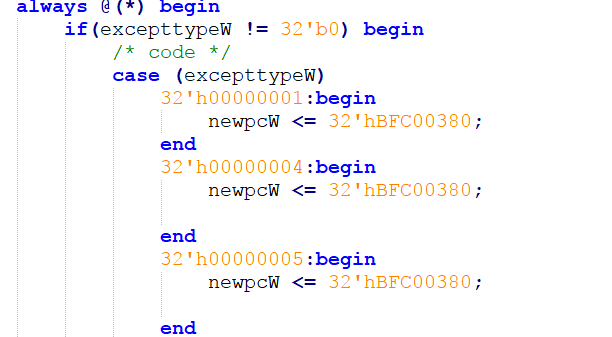 always @(*) begin
if(excepttypeW != 32'b0) begin
/* code */
case (excepttypeW)
32'h00000001:begin
newpcW <= 32'hBFC00380;
end
32'h00000004:begin
newpcW <= 32'hBFC00380;
end
32'h00000005:begin
newpcW <= 32'hBFC00380;
end